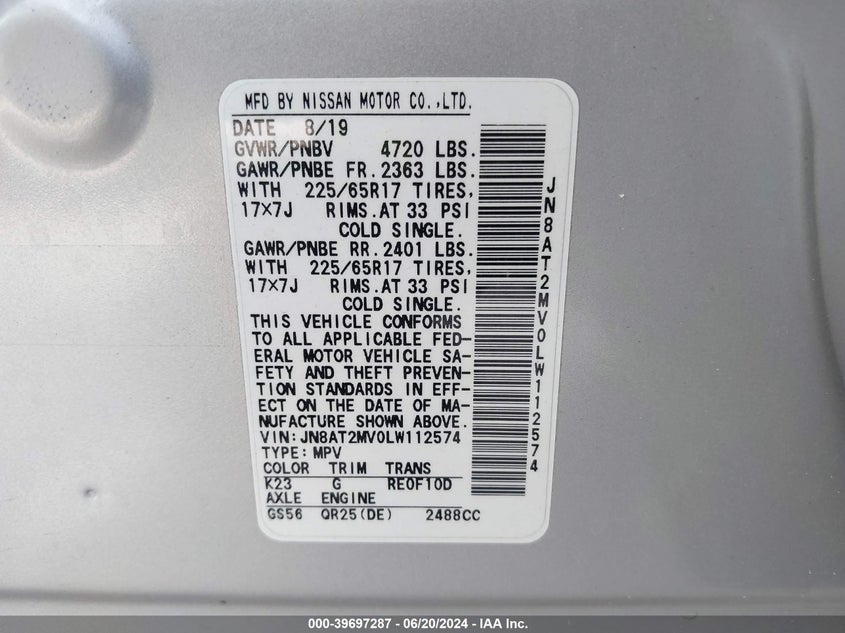 MFD BY NISSAN MOTOR CO.,LTD.
DATE 8/19
GVWR/PNBV 4720 LBS.
GAWR/PNBE FR. 2363 LBS.
WITH 225/65R17 TIRES,
17×7J RIMS.AT 33 PSI
COLD SINGLE.
GAWR/PNBE RR. 2401 LBS.
WITH 225/65R17 TIRES,
17×7J RIMS.AT 33 PSI
COLD SINGLE.
THIS VEHICLE CONFORMS
TO ALL APPLICABLE FED-
ERAL MOTOR VEHICLE SA-
FETY AND THEFT PREVEN-
TION STANDARDS IN EFF-
ECT ON THE DATE OF MA-
NUFACTURE SHOWN ABOVE.
VIN:JN8AT2MV0LW112574
TYPE:MPV
COLOR TRIM TRANS
K23 G RE0F10D
AXLE ENGINE
GS56 QR25(DE) 2488CC
JN8AT2MV0LW112574
000-39697287 - 06/20/2024 - IAA Inc.